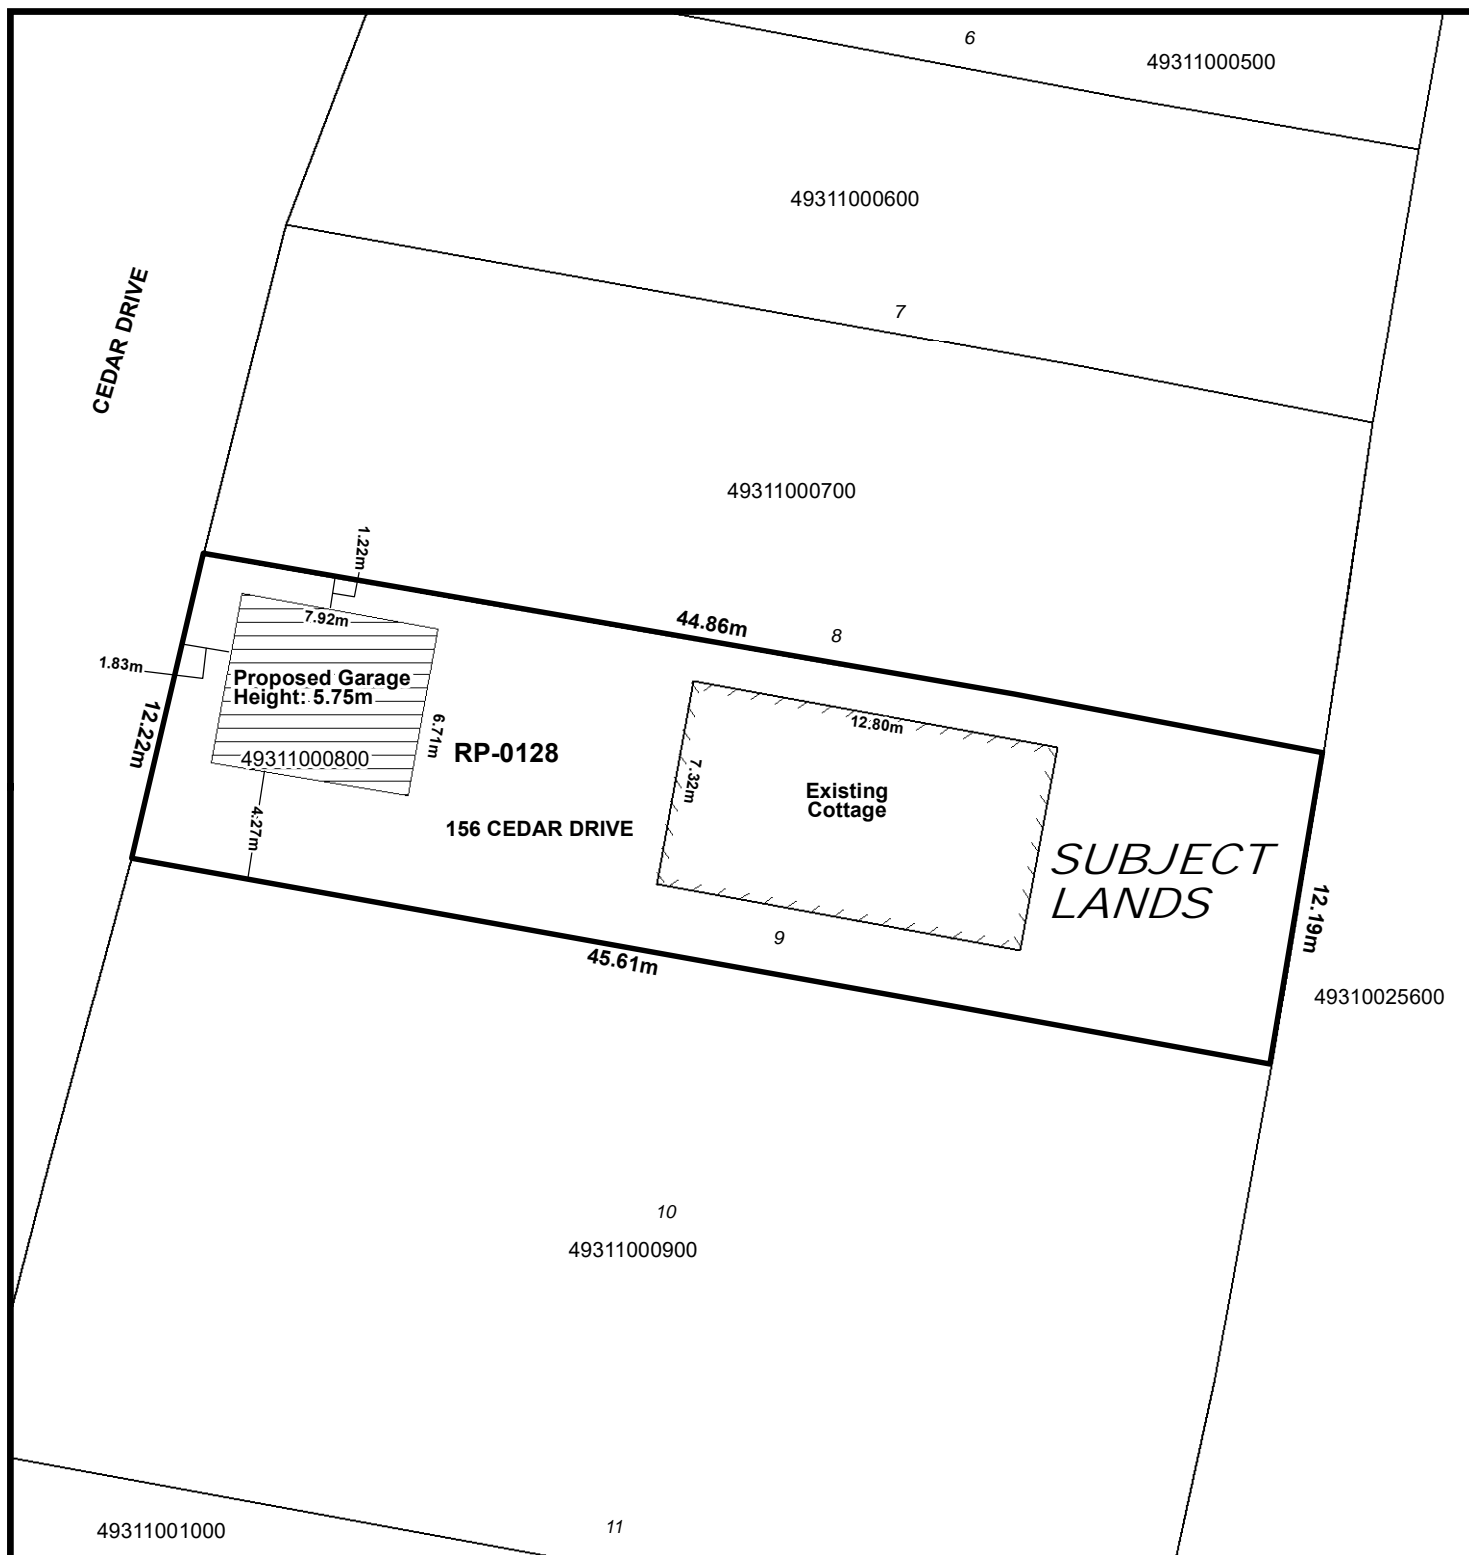 6
49311000500
49311000600
CEDAR DRIVE
7
49311000700
1.22m
7.92m
44.86m
8
1.83m
Proposed Garage
Height: 5.75m
12.22m
6.71m
12.80m
RP-0128
49311000800
7.32m
Existing
Cottage
4.27m
156 CEDAR DRIVE
SUBJECT
LANDS
12.19m
9
45.61m
49310025600
10
49311000900
11
49311001000